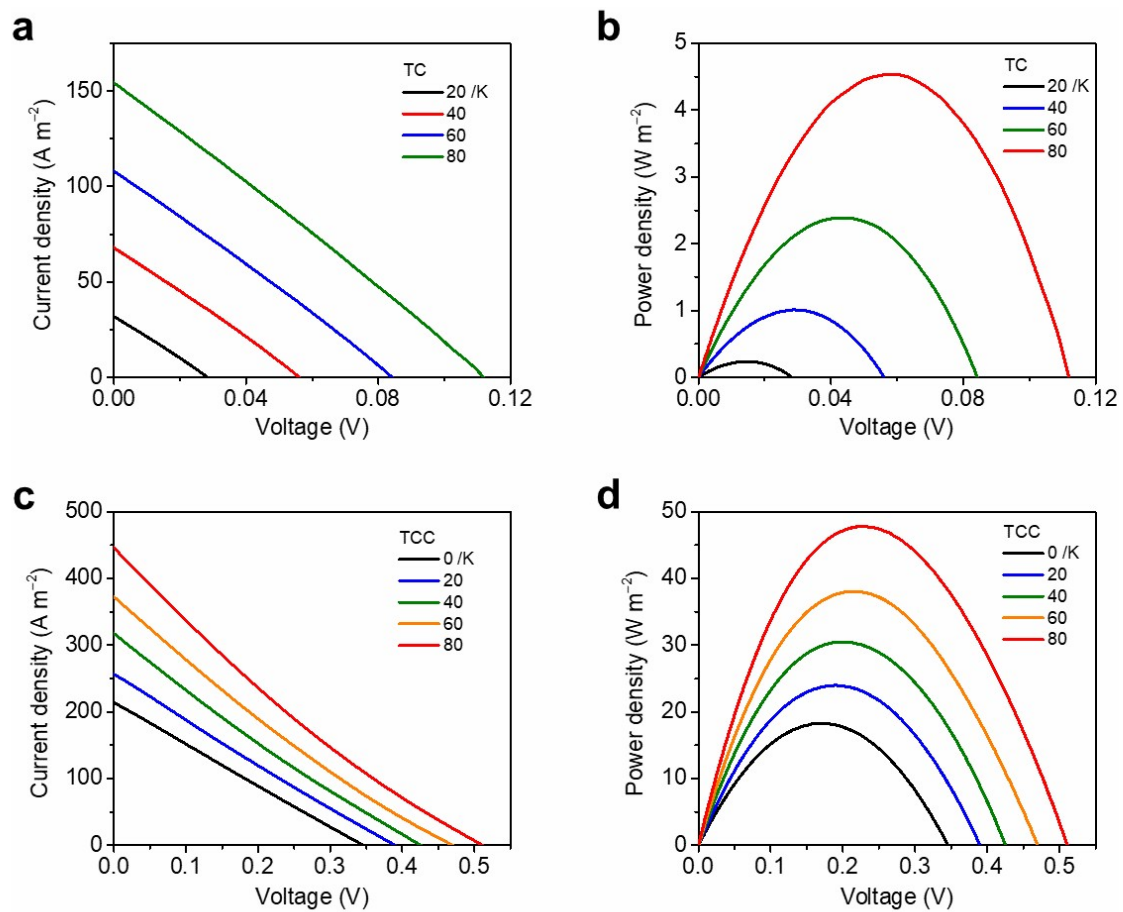 a
TC
20 /K
40
60
80
150
100
50
0
0.00 0.04 0.08 0.12
Voltage (V)
Current density (A m⁻²)
b
TC
20 /K
40
60
80
5
4
3
2
1
0
0.00 0.04 0.08 0.12
Voltage (V)
Power density (W m⁻²)
c
TCC
0 /K
20
40
60
80
500
400
300
200
100
0
0.0 0.1 0.2 0.3 0.4 0.5
Voltage (V)
Current density (A m⁻²)
d
TCC
0 /K
20
40
60
80
50
40
30
20
10
0
0.0 0.1 0.2 0.3 0.4 0.5
Voltage (V)
Power density (W m⁻²)